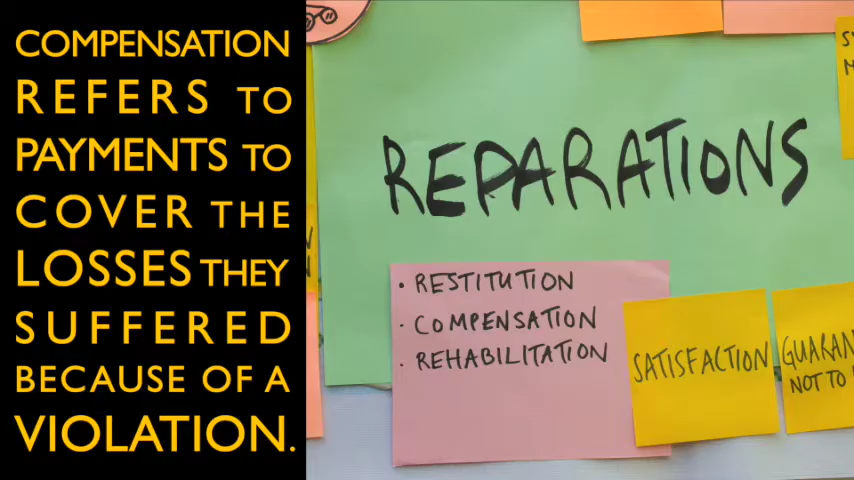 COMPENSATION
REFERS TO
PAYMENTS TO
COVER THE
LOSSES THEY
SUFFERED
BECAUSE OF A
VIOLATION.
REPARATIONS
• RESTITUTION
• COMPENSATION
• REHABILITATION
SATISFACTION
NOT TO